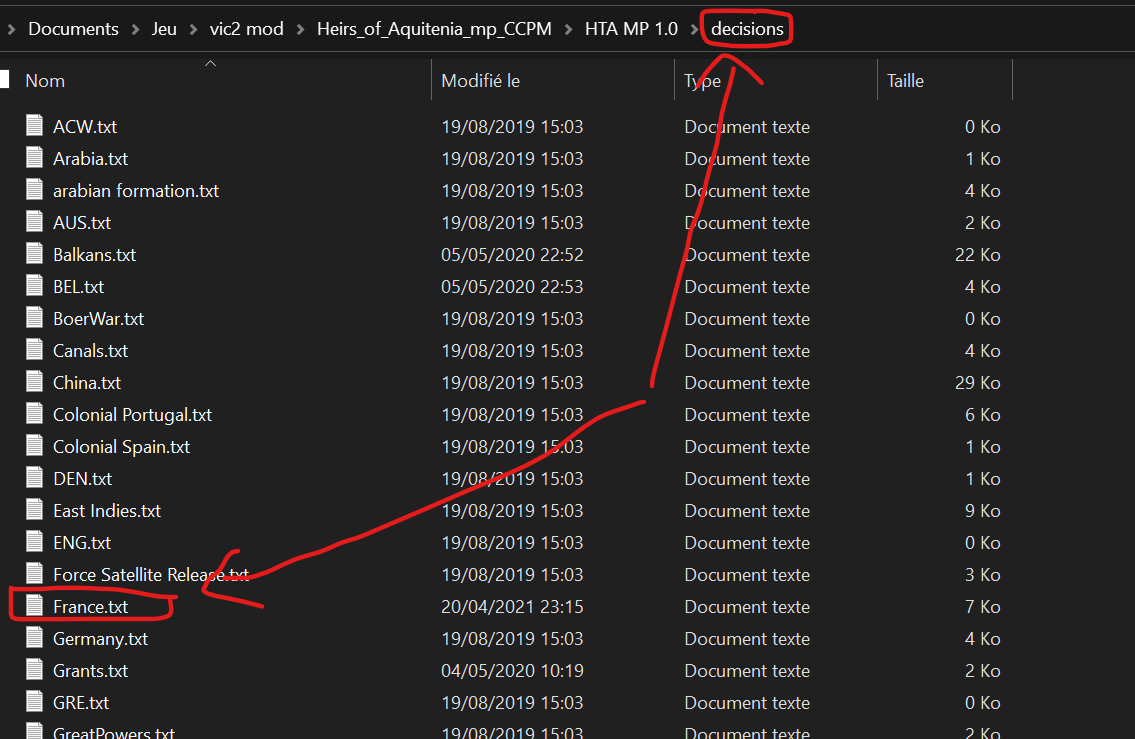 Documents > Jeu > vic2 mod > Heirs_of_Aquitenia_mp_CCPM > HTA MP 1.0 > decisions
Nom Modifié le Type Taille
ACW.txt 19/08/2019 15:03 Document texte 0 Ko
Arabia.txt 19/08/2019 15:03 Document texte 1 Ko
arabian formation.txt 19/08/2019 15:03 Document texte 4 Ko
AUS.txt 19/08/2019 15:03 Document texte 2 Ko
Balkans.txt 05/05/2020 22:52 Document texte 22 Ko
BEL.txt 05/05/2020 22:53 Document texte 4 Ko
BoerWar.txt 19/08/2019 15:03 Document texte 0 Ko
Canals.txt 19/08/2019 15:03 Document texte 4 Ko
China.txt 19/08/2019 15:03 Document texte 29 Ko
Colonial Portugal.txt 19/08/2019 15:03 Document texte 6 Ko
Colonial Spain.txt 19/08/2019 15:03 Document texte 1 Ko
DEN.txt 19/08/2019 15:03 Document texte 1 Ko
East Indies.txt 19/08/2019 15:03 Document texte 9 Ko
ENG.txt 19/08/2019 15:03 Document texte 0 Ko
Force Satellite Release.txt 19/08/2019 15:03 Document texte 3 Ko
France.txt 20/04/2021 23:15 Document texte 7 Ko
Germany.txt 19/08/2019 15:03 Document texte 4 Ko
Grants.txt 04/05/2020 10:19 Document texte 2 Ko
GRE.txt 19/08/2019 15:03 Document texte 0 Ko
GreatPowers.txt 19/08/2019 15:03 Document texte 2 Ko